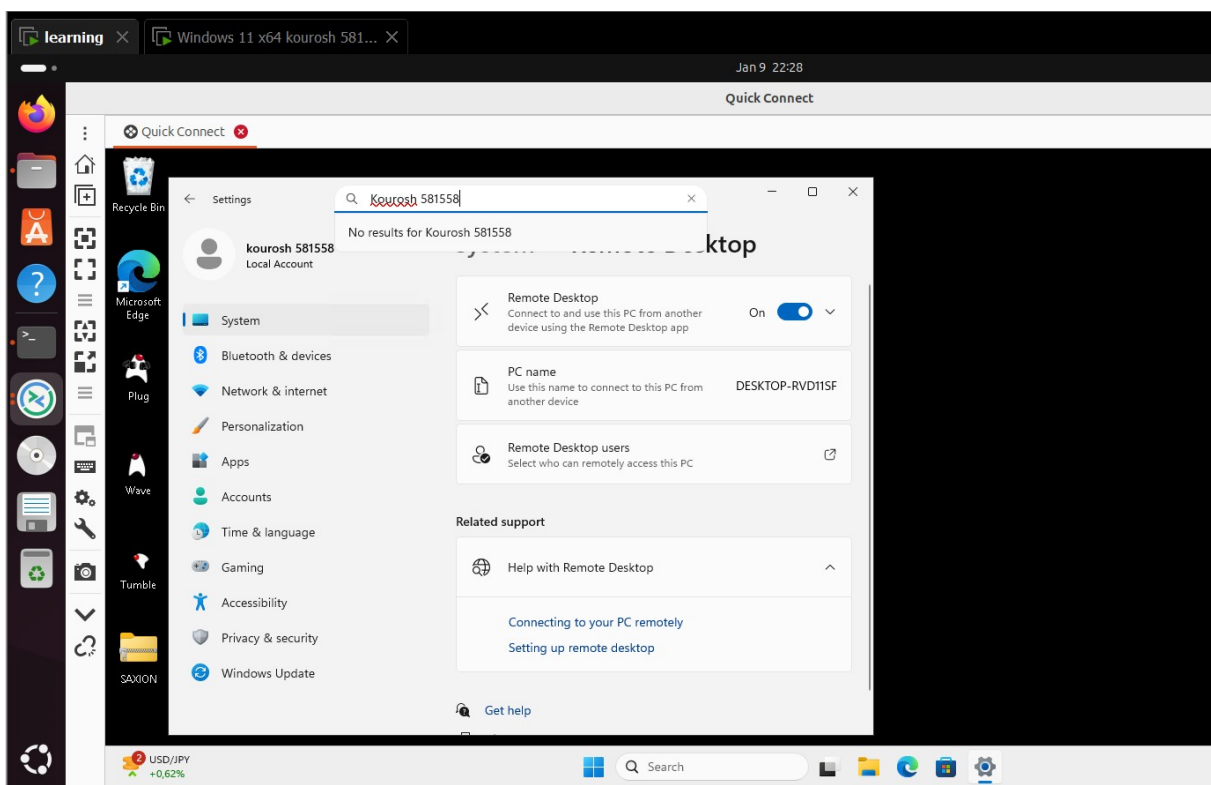 learning
Windows 11 x64 kourosh 581...
Jan 9 22:28
Quick Connect
Quick Connect
Recycle Bin
Settings
Kourosh 581558
No results for Kourosh 581558
kourosh 581558
Local Account
Desktop
Microsoft
Edge
System
Remote Desktop
Connect to and use this PC from another
device using the Remote Desktop app
On
Bluetooth & devices
PC name
Use this name to connect to this PC from
another device
DESKTOP-RVD11SF
Plug
Network & internet
Personalization
Remote Desktop users
Select who can remotely access this PC
Apps
Wave
Accounts
Related support
Time & language
Gaming
Help with Remote Desktop
Tumble
Accessibility
Connecting to your PC remotely
Privacy & security
Setting up remote desktop
SAXION
Windows Update
Get help
2
USD/JPY
+0,62%
Search